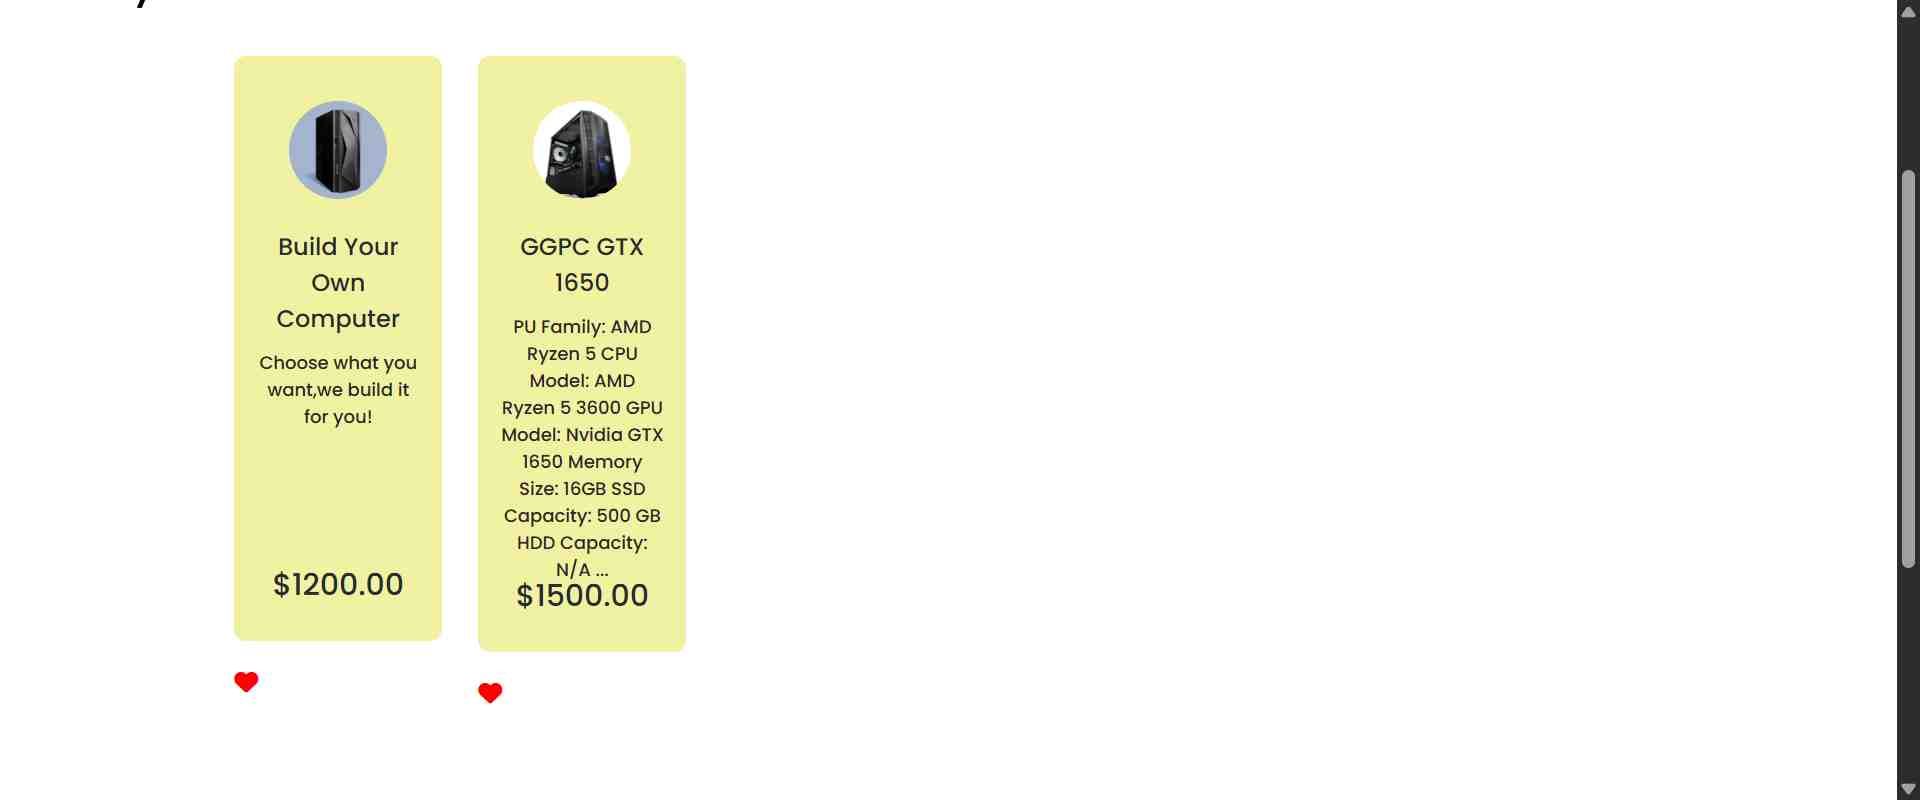 Build Your
Own
Computer
Choose what you
want,we build it
for you!
$1200.00
GGPC GTX
1650
PU Family: AMD
Ryzen 5 CPU
Model: AMD
Ryzen 5 3600 GPU
Model: Nvidia GTX
1650 Memory
Size: 16GB SSD
Capacity: 500 GB
HDD Capacity:
N/A ...
$1500.00